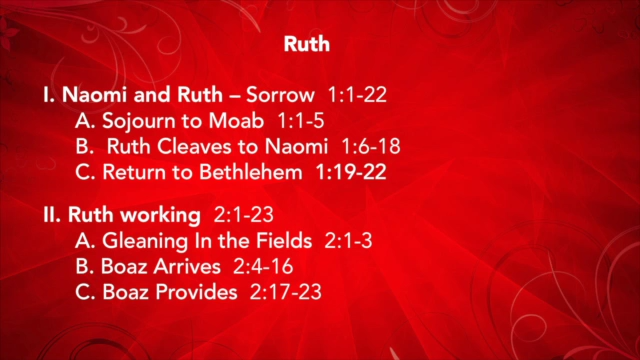 Ruth
I. Naomi and Ruth – Sorrow 1:1-22
A. Sojourn to Moab 1:1-5
B. Ruth Cleaves to Naomi 1:6-18
C. Return to Bethlehem 1:19-22
II. Ruth working 2:1-23
A. Gleaning In the Fields 2:1-3
B. Boaz Arrives 2:4-16
C. Boaz Provides 2:17-23